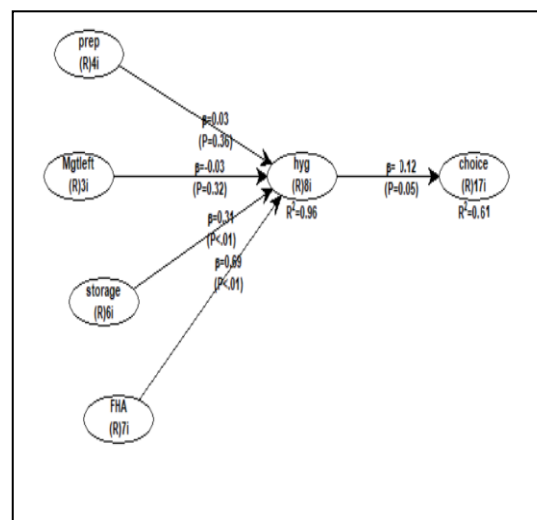 prep
(R)4i
β=0.03
(P=0.36)
Mgtleft
(R)3i
β=-0.03
(P=0.32)
hyg
(R)8i
R²=0.96
β= 0.12
(P=0.05)
choice
(R)17i
R²=0.61
β=0.31
(P<.01)
β=0.69
(P<.01)
storage
(R)6i
FHA
(R)7i